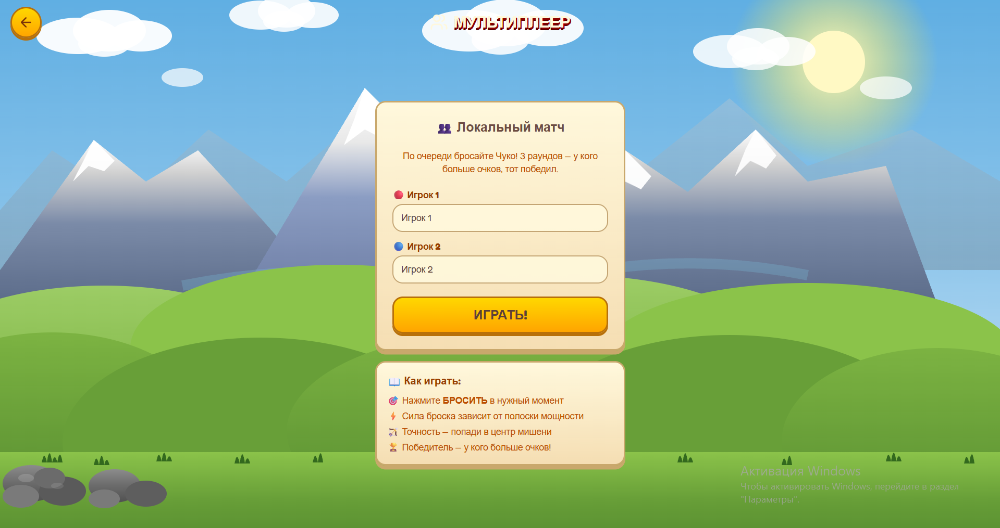 МУЛЬТИПЛЕЕР
Локальный матч
По очереди бросайте Чуко! 3 раундов – у кого
больше очков, тот победил.
Игрок 1
Игрок 1
Игрок 2
Игрок 2
ИГРАТЬ!
Как играть:
Нажмите БРОСИТЬ в нужный момент
Сила броска зависит от полоски мощности
Точность – попади в центр мишени
Победитель – у кого больше очков!
Активация Windows
Чтобы активировать Windows, перейдите в раздел
"Параметры".